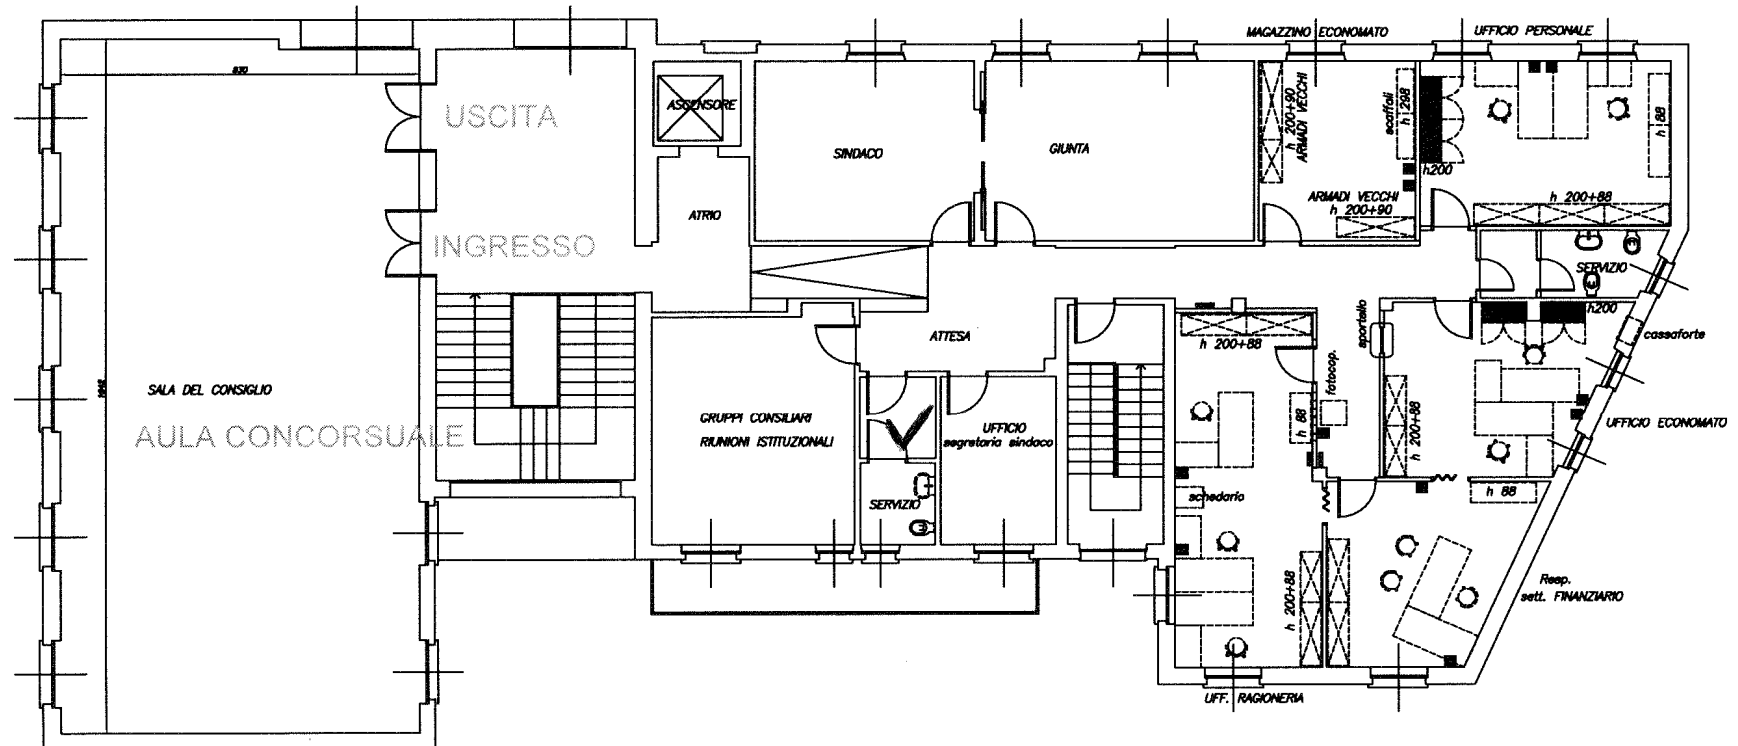 MAGAZZINO ECONOMATO
UFFICIO PERSONALE
930
USCITA
ASCENSORE
SINDACO
GIUNTA
h 200+90
ARMADI VECCHI
scaffali
h 298
h 88
h200
ARMADI VECCHI
h 200+90
h 200+88
ATRIO
INGRESSO
SERVIZIO
h200
cassaforte
sportello
ATTESA
h 200+88
fotocop.
SALA DEL CONSIGLIO
AULA CONCORSUALE
GRUPPI CONSILIARI
RIUNIONI ISTITUZIONALI
UFFICIO
segretaria sindaco
h 88
h 200+88
UFFICIO ECONOMATO
SERVIZIO
schedario
h 88
h 200+88
Resp.
sett. FINANZIARIO
UFF. RAGIONERIA